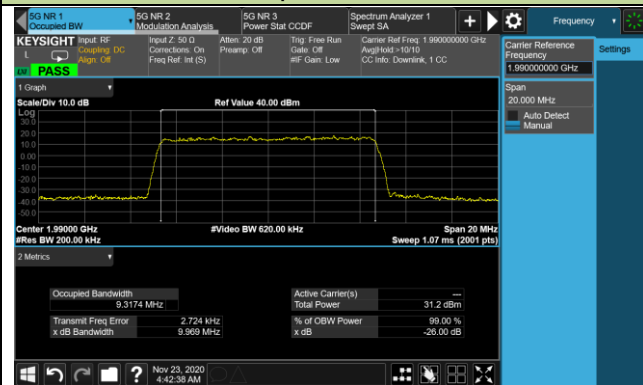 5G NR 1
Occupied BW
5G NR 2
Modulation Analysis
5G NR 3
Power Stat CCDF
Spectrum Analyzer 1
Swept SA
Frequency
KEYSIGHT
L
PASS
Input: RF
Coupling: DC
Align: Off
Input Z: 50 Ω
Corrections: On
Freq Ref: Int (S)
Atten: 20 dB
Preamp: Off
Trig: Free Run
Gate: Off
#IF Gain: Low
Carrier Ref Freq: 1.990000000 GHz
Avg|Hold:>10/10
CC Info: Downlink, 1 CC
Carrier Reference
Frequency
1.990000000 GHz
Settings
Span
20.000 MHz
Auto Detect
Manual
1 Graph
Scale/Div 10.0 dB
Ref Value 40.00 dBm
Log
30.0
20.0
10.0
0.00
-10.0
-20.0
-30.0
-40.0
-50.0
Center 1.99000 GHz
#Video BW 620.00 kHz
Span 20 MHz
#Res BW 200.00 kHz
Sweep 1.07 ms (2001 pts)
2 Metrics
Occupied Bandwidth
9.3174 MHz
Active Carrier(s)
---
Total Power
31.2 dBm
Transmit Freq Error
2.724 kHz
% of OBW Power
99.00 %
x dB Bandwidth
9.969 MHz
x dB
-26.00 dB
?
Nov 23, 2020
4:42:38 AM